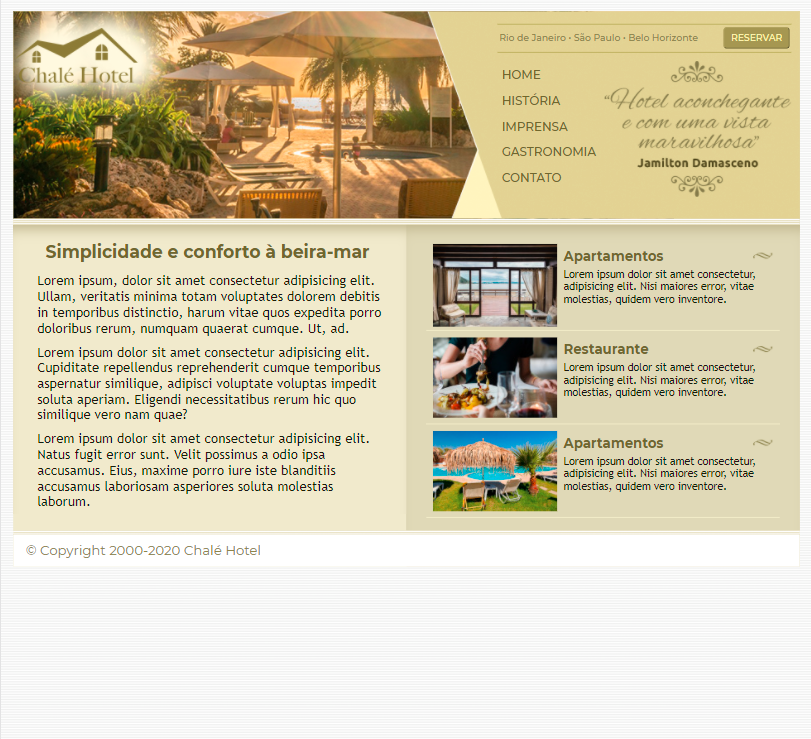 Chalé Hotel
Rio de Janeiro • São Paulo • Belo Horizonte
RESERVAR
HOME
HISTÓRIA
IMPRENSA
GASTRONOMIA
CONTATO
“Hotel aconchegante
e com uma vista
maravilhosa”
Jamilton Damasceno
Simplicidade e conforto à beira-mar
Lorem ipsum, dolor sit amet consectetur adipisicing elit.
Ullam, veritatis minima totam voluptates dolorem debitis
in temporibus distinctio, harum vitae quos expedita porro
doloribus rerum, numquam quaerat cumque. Ut, ad.
Lorem ipsum dolor sit amet consectetur adipisicing elit.
Cupiditate repellendus reprehenderit cumque temporibus
aspernatur similique, adipisci voluptate voluptas impedit
soluta aperiam. Eligendi necessitatibus rerum hic quo
similique vero nam quae?
Lorem ipsum dolor sit amet consectetur adipisicing elit.
Natus fugit error sunt. Velit possimus a odio ipsa
accusamus. Eius, maxime porro iure iste blanditiis
accusamus laboriosam asperiores soluta molestias
laborum.
Apartamentos
Lorem ipsum dolor sit amet consectetur,
adipisicing elit. Nisi maiores error, vitae
molestias, quidem vero inventore.
Restaurante
Lorem ipsum dolor sit amet consectetur,
adipisicing elit. Nisi maiores error, vitae
molestias, quidem vero inventore.
Apartamentos
Lorem ipsum dolor sit amet consectetur,
adipisicing elit. Nisi maiores error, vitae
molestias, quidem vero inventore.
© Copyright 2000-2020 Chalé Hotel